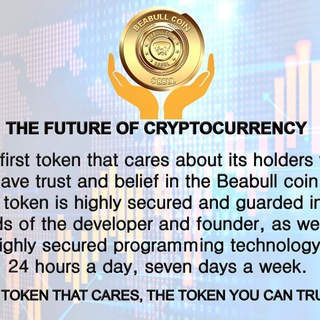 BEABULL COIN
THE FUTURE OF CRYPTOCURRENCY
first token that cares about its holders
ave trust and belief in the Beabull coin
token is highly secured and guarded in
ds of the developer and founder, as we
ighly secured programming technology
24 hours a day, seven days a week.
TOKEN THAT CARES, THE TOKEN YOU CAN TRU